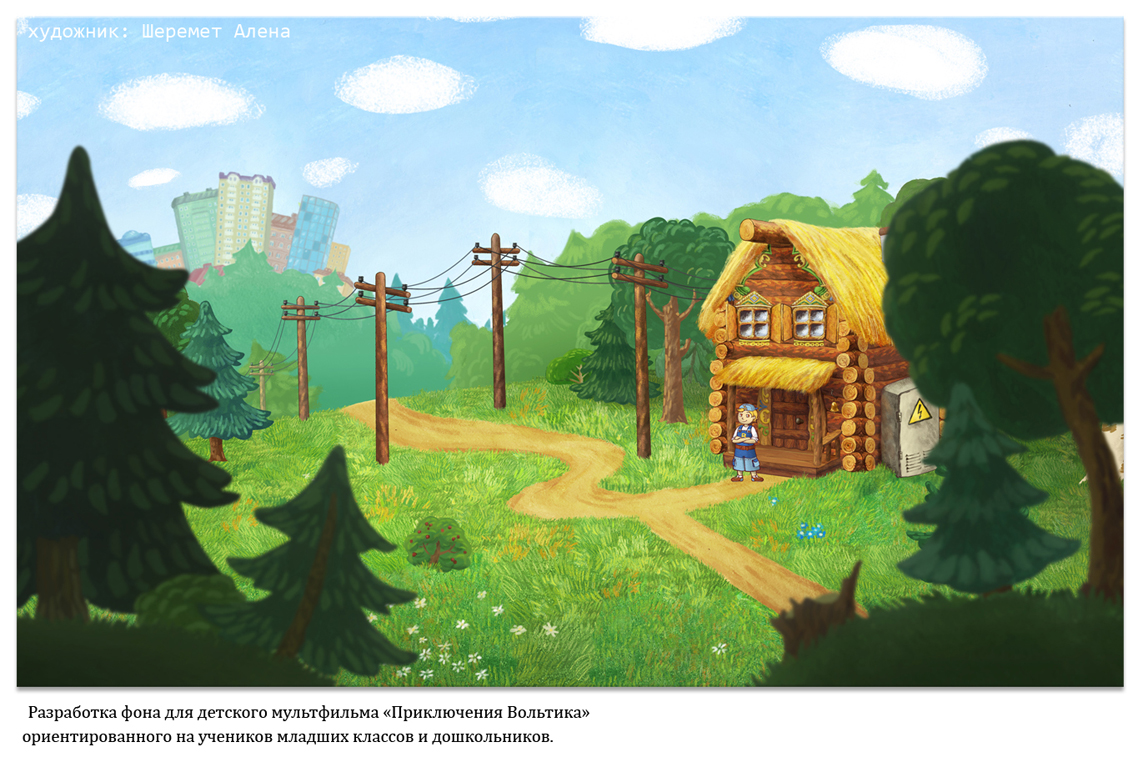 художник: Шеремет Алена
Разработка фона для детского мультфильма «Приключения Вольтика»
ориентированного на учеников младших классов и дошкольников.